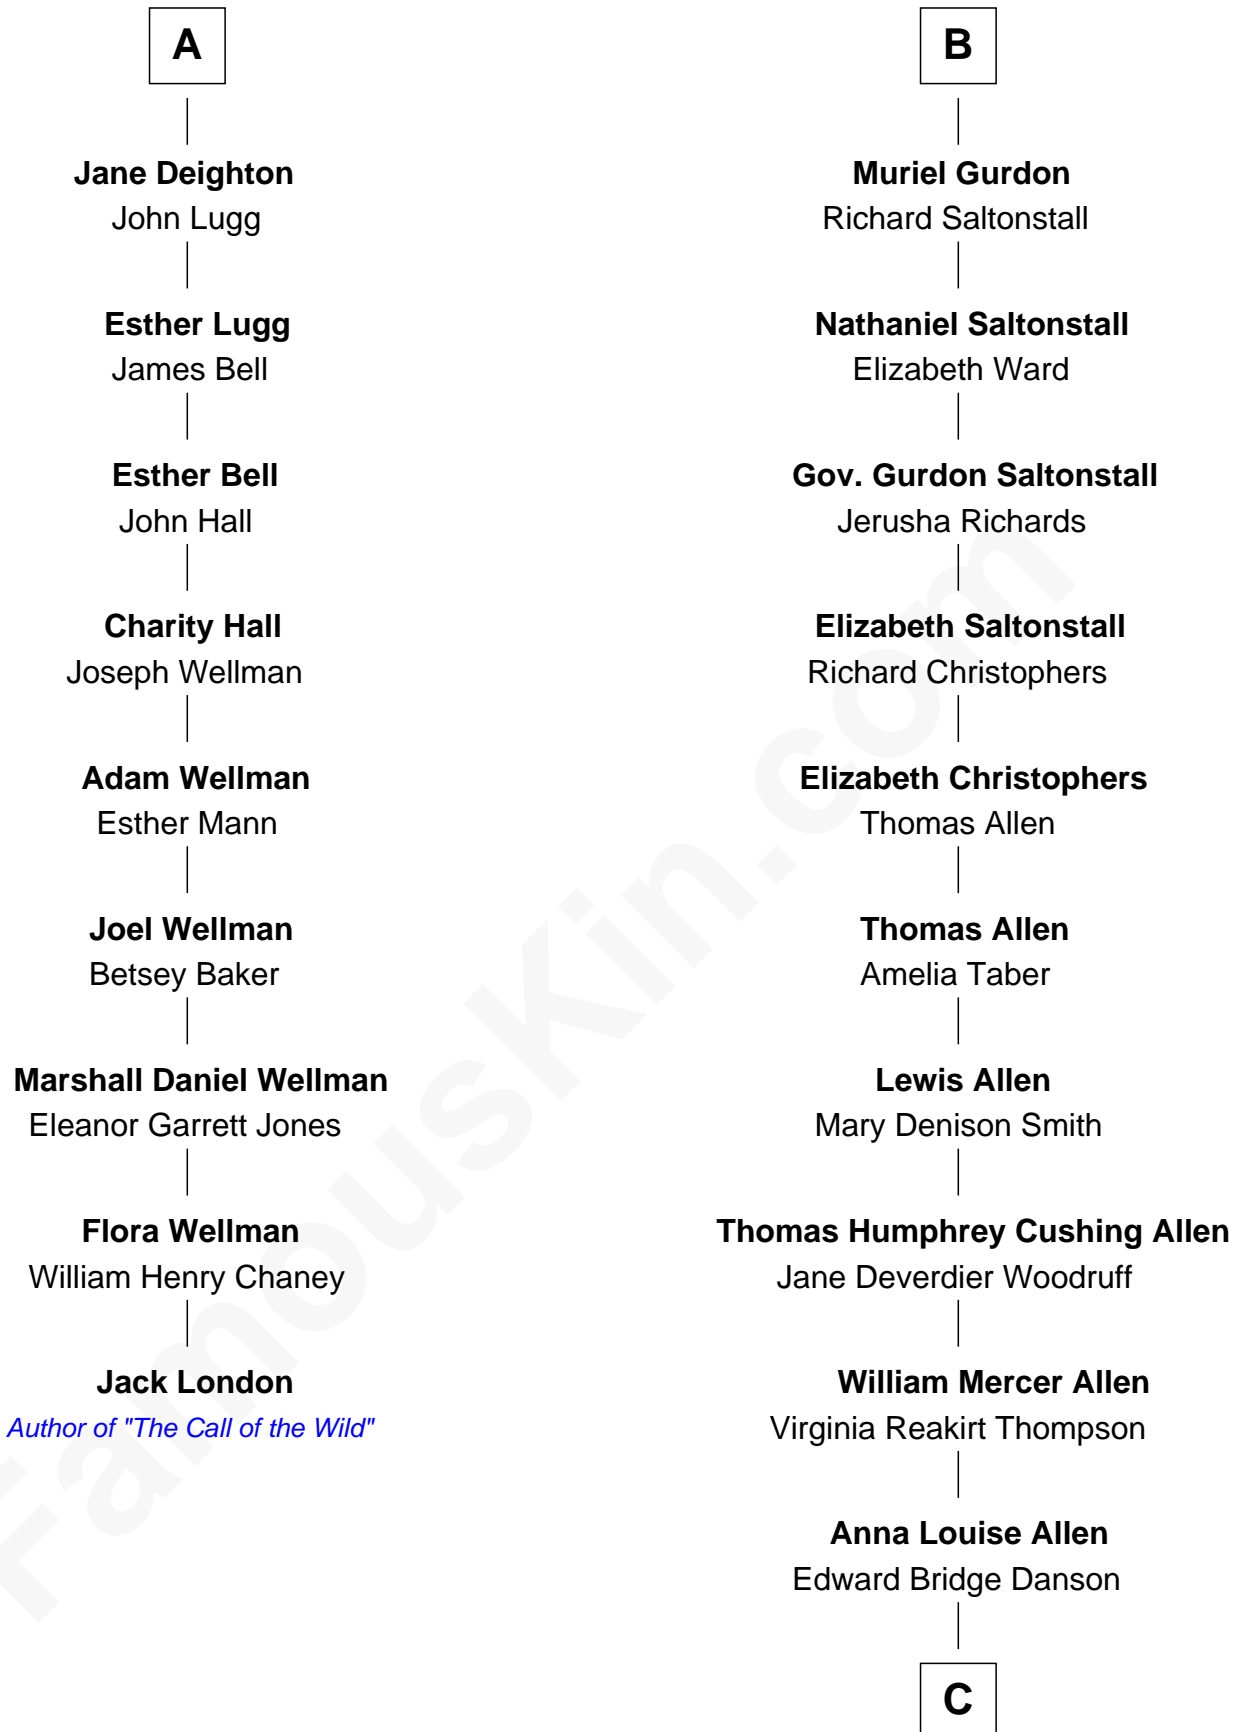 A
Jane Deighton
John Lugg
Esther Lugg
James Bell
Esther Bell
John Hall
Charity Hall
Joseph Wellman
Adam Wellman
Esther Mann
Joel Wellman
Betsey Baker
Marshall Daniel Wellman
Eleanor Garrett Jones
Flora Wellman
William Henry Chaney
Jack London
Author of "The Call of the Wild"
B
Muriel Gurdon
Richard Saltonstall
Nathaniel Saltonstall
Elizabeth Ward
Gov. Gurdon Saltonstall
Jerusha Richards
Elizabeth Saltonstall
Richard Christophers
Elizabeth Christophers
Thomas Allen
Thomas Allen
Amelia Taber
Lewis Allen
Mary Denison Smith
Thomas Humphrey Cushing Allen
Jane Deverdier Woodruff
William Mercer Allen
Virginia Reakirt Thompson
Anna Louise Allen
Edward Bridge Danson
C
FamousKin.com